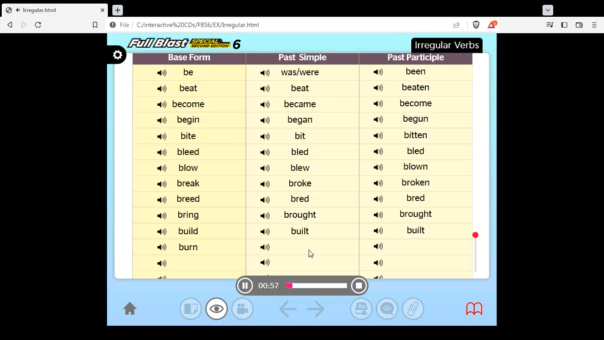 Irregular.html
File C:/interactive%20CDs/FBS6/EX/Irregular.html
Full Blast SPECIAL SECOND EDITION 6
Irregular Verbs
Base Form Past Simple Past Participle
be was/were been
beat beat beaten
become became become
begin began begun
bite bit bitten
bleed bled bled
blow blew blown
break broke broken
breed bred bred
bring brought brought
build built built
burn
00:57